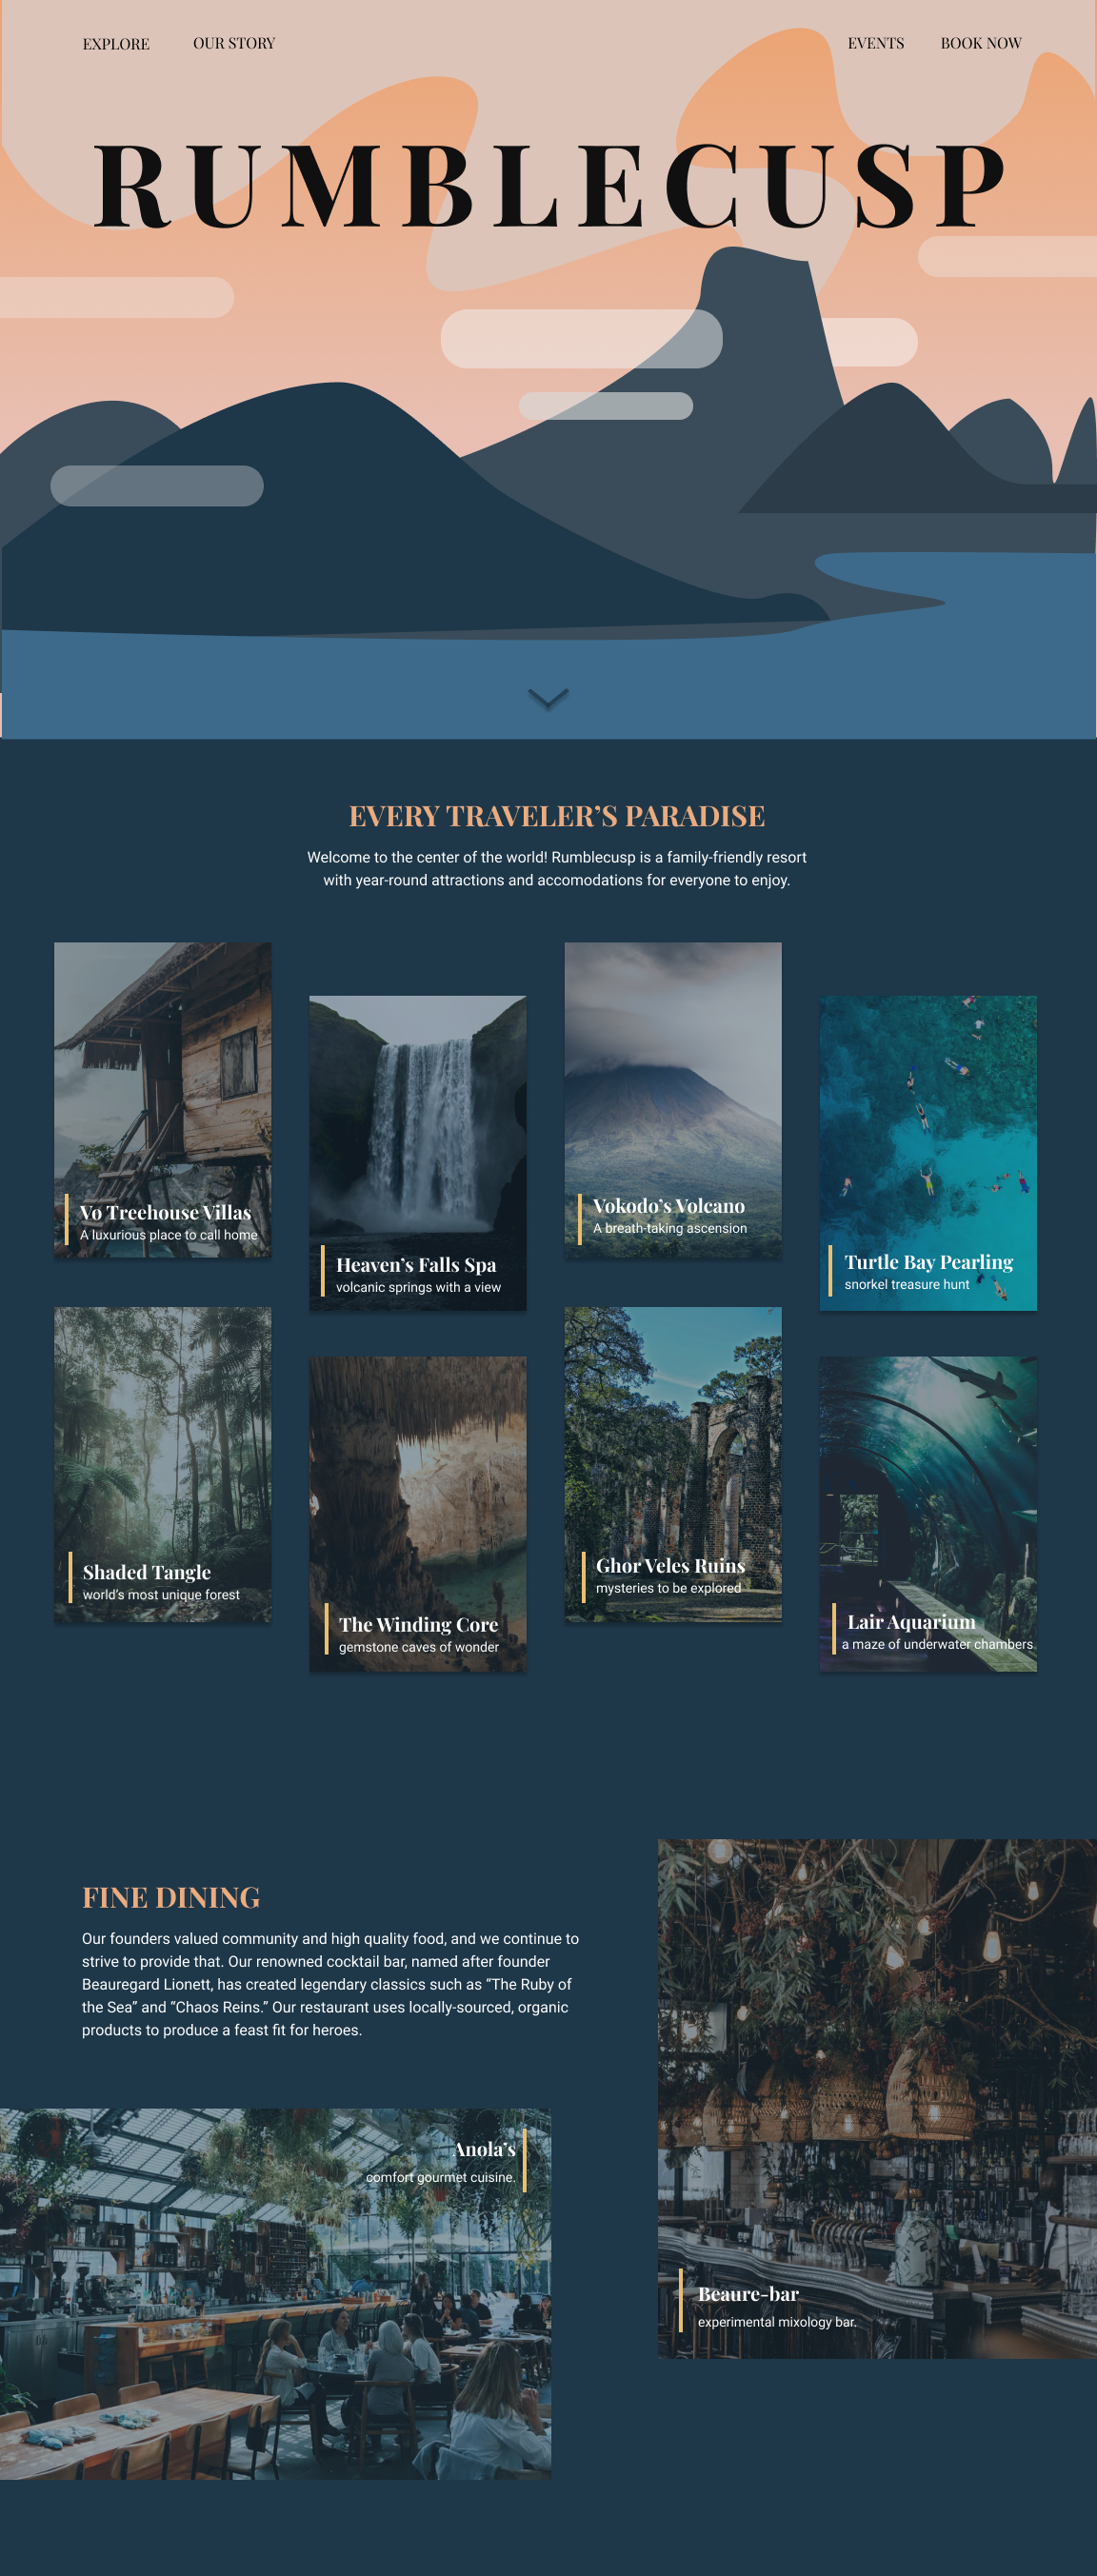 EXPLORE
OUR STORY
EVENTS
BOOK NOW
RUMBLECUSP
EVERY TRAVELER’S PARADISE
Welcome to the center of the world! Rumblecusp is a family-friendly resort
with year-round attractions and accomodations for everyone to enjoy.
Vo Treehouse Villas
A luxurious place to call home
Heaven’s Falls Spa
volcanic springs with a view
Vokodo’s Volcano
A breath-taking ascension
Turtle Bay Pearling
snorkel treasure hunt
Shaded Tangle
world’s most unique forest
The Winding Core
gemstone caves of wonder
Ghor Veles Ruins
mysteries to be explored
Lair Aquarium
a maze of underwater chambers
FINE DINING
Our founders valued community and high quality food, and we continue to
strive to provide that. Our renowned cocktail bar, named after founder
Beauregard Lionett, has created legendary classics such as “The Ruby of
the Sea” and “Chaos Reins.” Our restaurant uses locally-sourced, organic
products to produce a feast fit for heroes.
Anola’s
comfort gourmet cuisine.
Beaure-bar
experimental mixology bar.